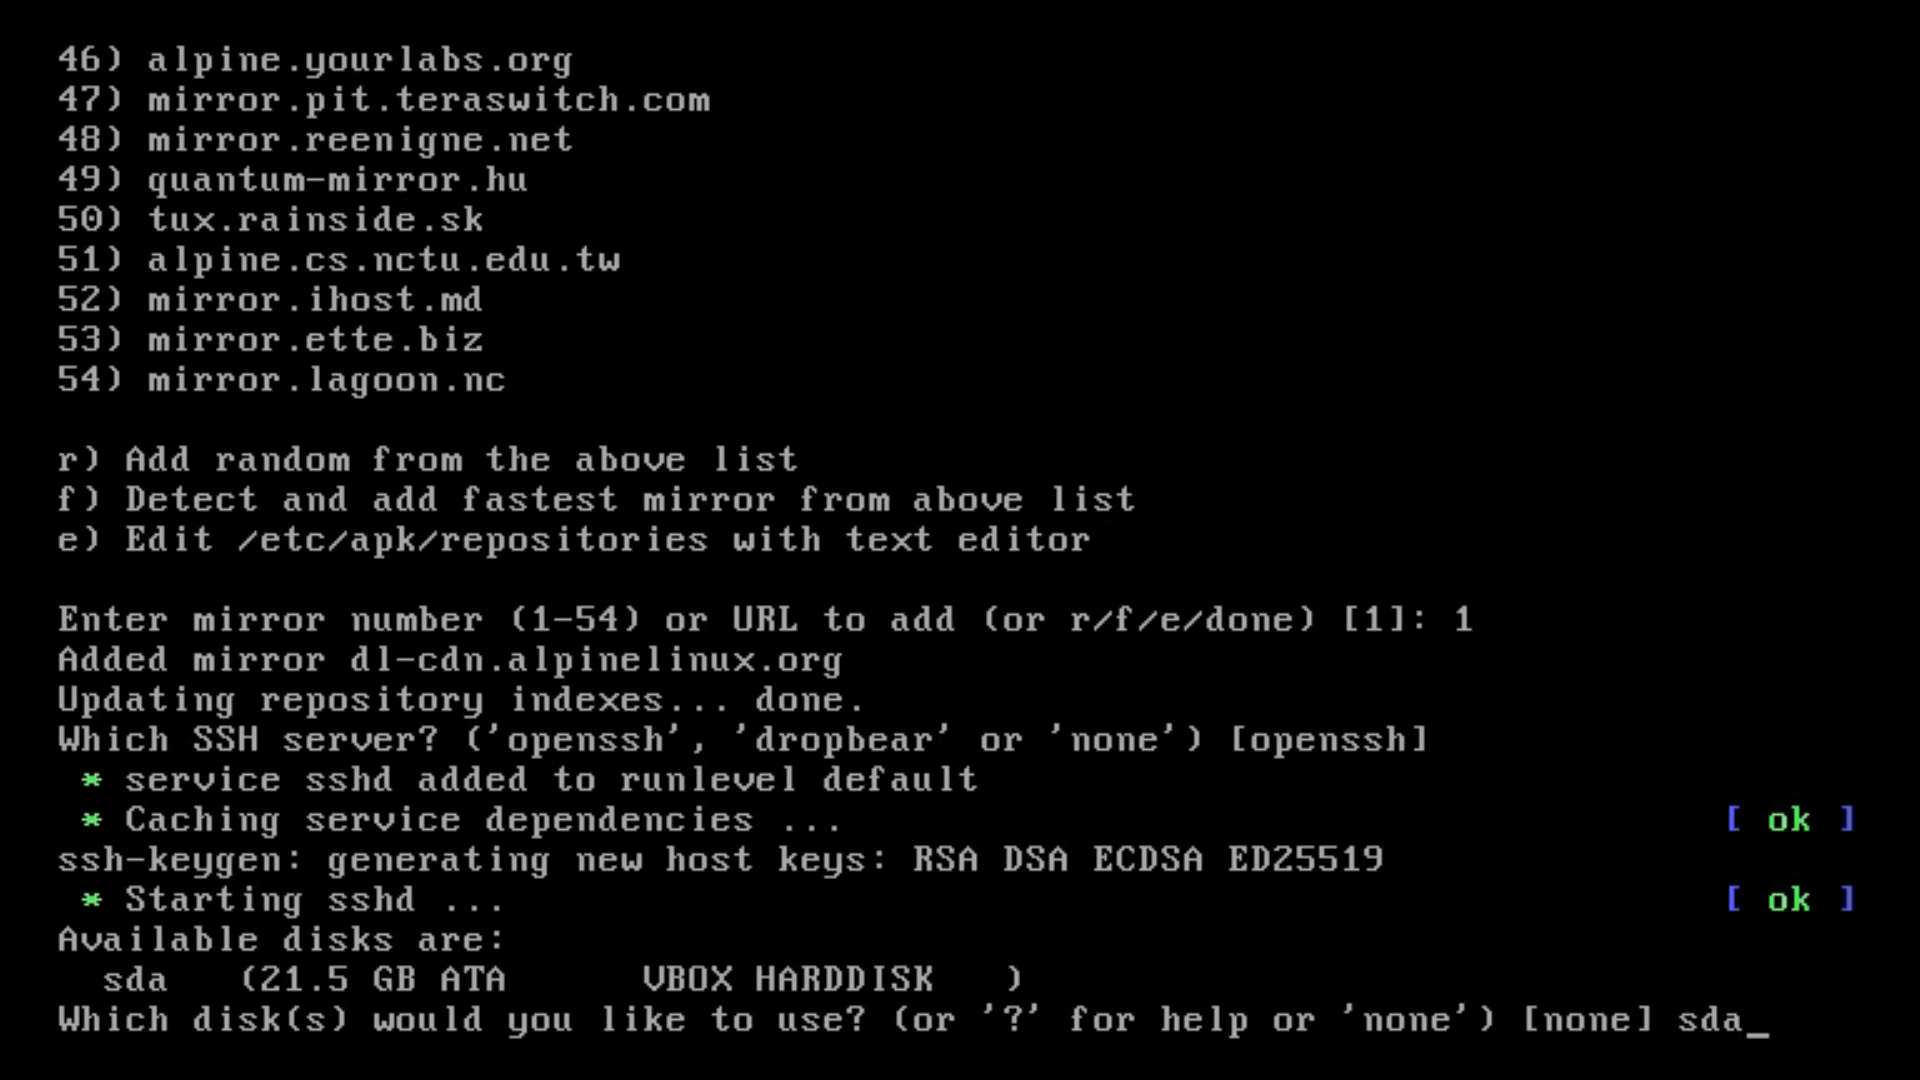 46) alpine.yourlabs.org
47) mirror.pit.teraswitch.com
48) mirror.reenigne.net
49) quantum-mirror.hu
50) tux.rainside.sk
51) alpine.cs.nctu.edu.tw
52) mirror.ihost.md
53) mirror.ette.biz
54) mirror.lagoon.nc
r) Add random from the above list
f) Detect and add fastest mirror from above list
e) Edit /etc/apk/repositories with text editor
Enter mirror number (1-54) or URL to add (or r/f/e/done) [1]: 1
Added mirror dl-cdn.alpinelinux.org
Updating repository indexes... done.
Which SSH server? ('openssh', 'dropbear' or 'none') [openssh]
* service sshd added to runlevel default
* Caching service dependencies ... [ ok ]
ssh-keygen: generating new host keys: RSA DSA ECDSA ED25519
* Starting sshd ... [ ok ]
Available disks are:
sda (21.5 GB ATA VBOX HARDDISK )
Which disk(s) would you like to use? (or '?' for help or 'none') [none] sda_